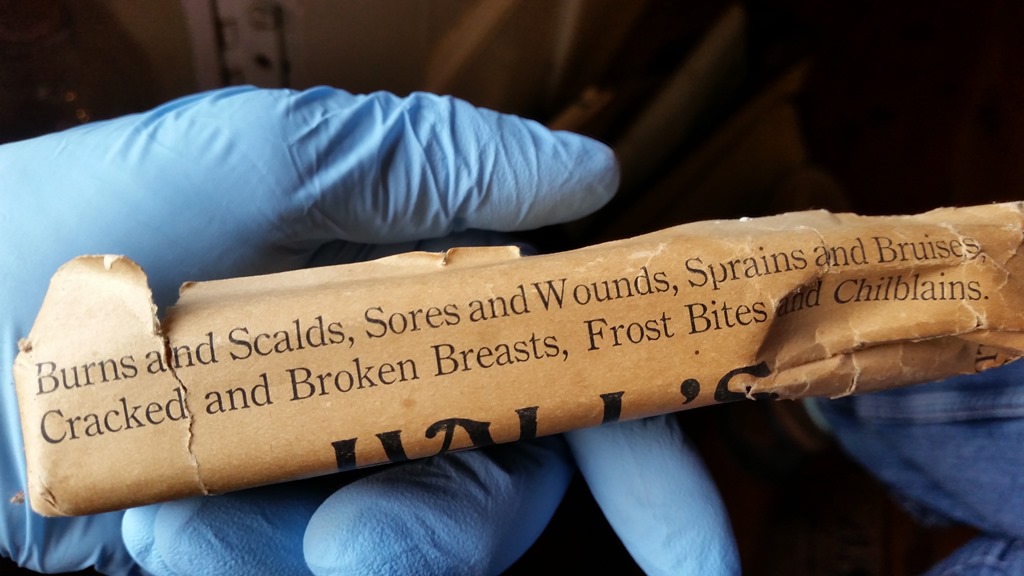 Burns and Scalds, Sores and Wounds, Sprains and Bruises,
Cracked and Broken Breasts, Frost Bites and Chilblains.